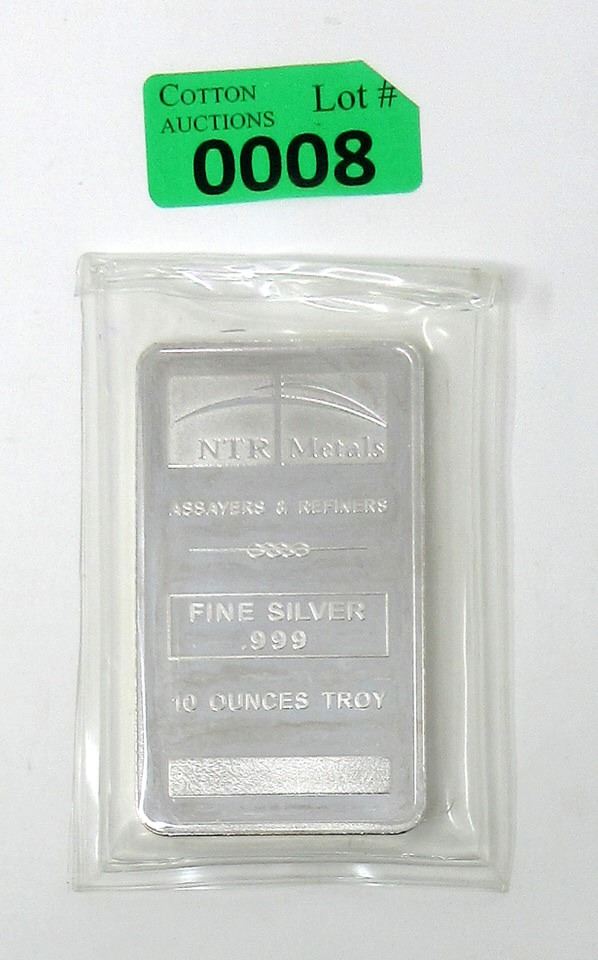 COTTON Lot #
AUCTIONS
0008
NTR Metals
ASSAYERS & REFINERS
FINE SILVER
.999
10 OUNCES TROY